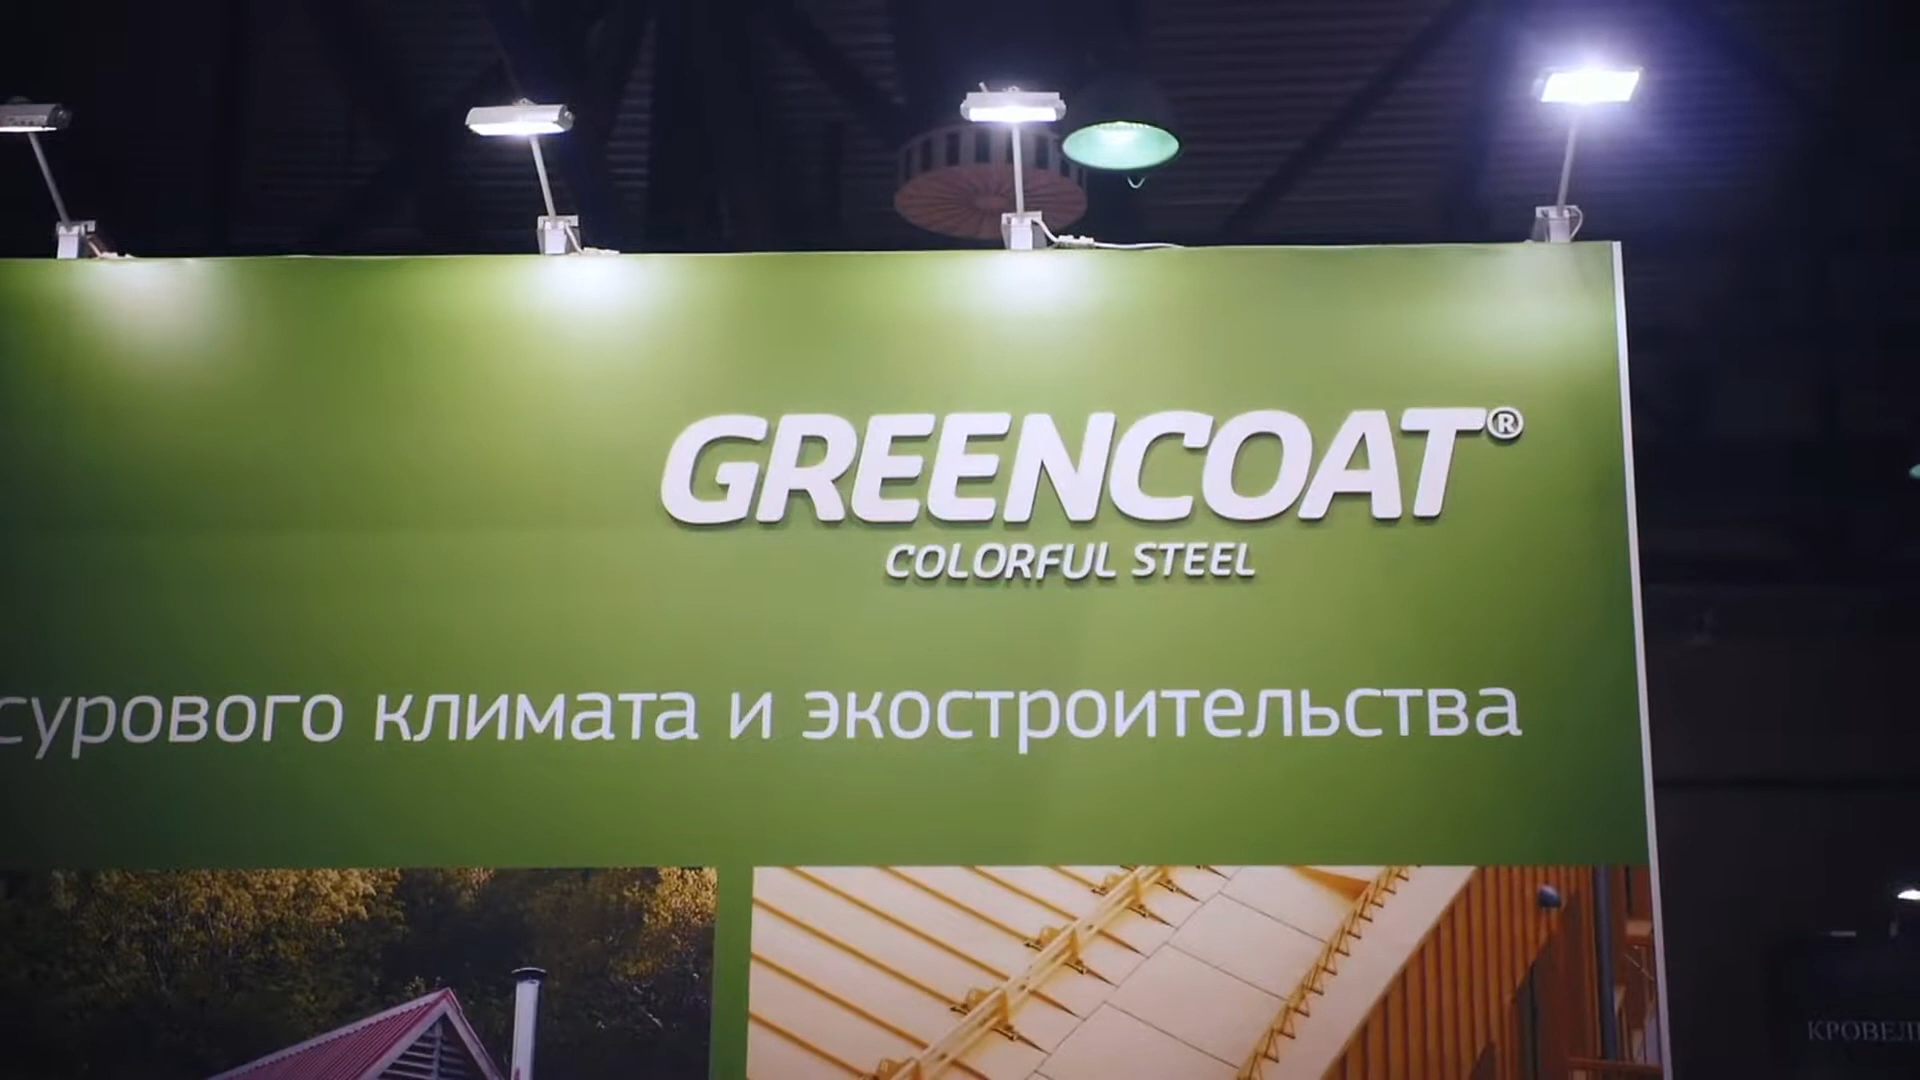 GREENCOAT®
COLORFUL STEEL
сурового климата и экостроительства